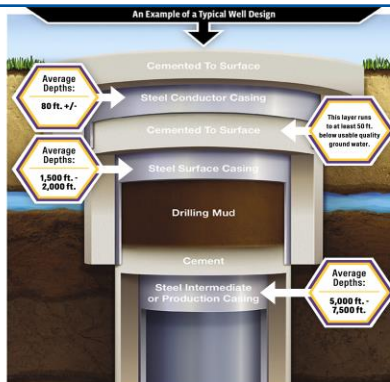 An Example of a Typical Well Design
Cemented To Surface
Average
Depths:
80 ft. +/-
Steel Conductor Casing
Cemented To Surface
This layer runs
to at least 50 ft.
below usable quality
ground water.
Average
Depths:
1,500 ft. -
2,000 ft.
Steel Surface Casing
Drilling Mud
Cement
Steel Intermediate
or Production Casing
Average
Depths:
5,000 ft. -
7,500 ft.